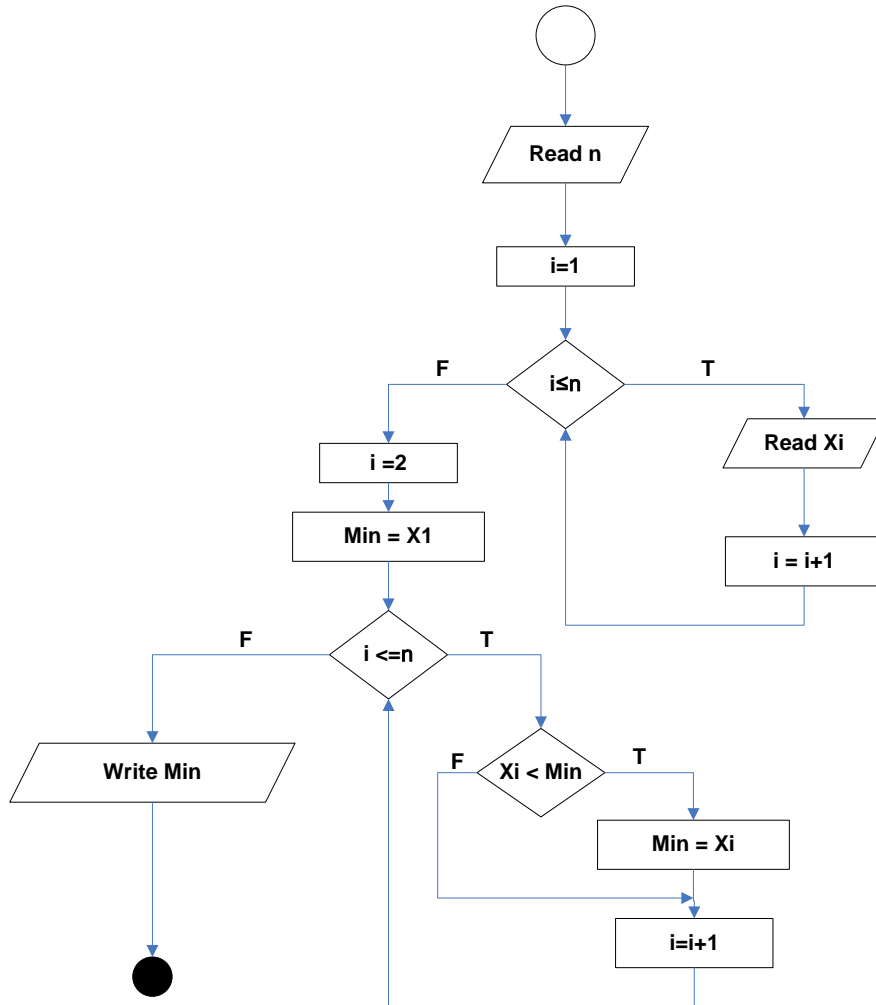 Read n
i=1
F
i≤n
T
Read Xi
i = i+1
i =2
Min = X1
F
i <=n
T
Write Min
F
Xi < Min
T
Min = Xi
i=i+1